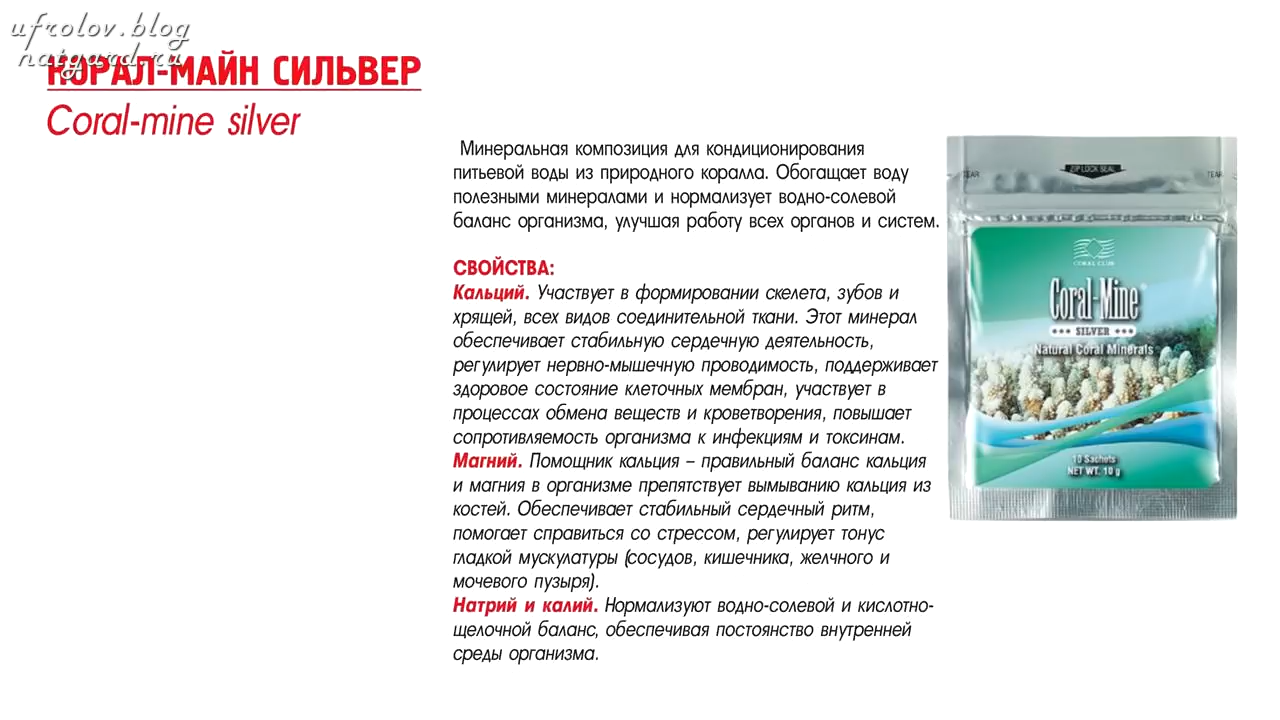 ufrolov.blog
natgard.ru
КОРАЛ-МАЙН СИЛЬВЕР
Coral-mine silver
Минеральная композиция для кондиционирования
питьевой воды из природного коралла. Обогащает воду
полезными минералами и нормализует водно-солевой
баланс организма, улучшая работу всех органов и систем.
СВОЙСТВА:
Кальций. Участвует в формировании скелета, зубов и
хрящей, всех видов соединительной ткани. Этот минерал
обеспечивает стабильную сердечную деятельность,
регулирует нервно-мышечную проводимость, поддерживает
здоровое состояние клеточных мембран, участвует в
процессах обмена веществ и кроветворения, повышает
сопротивляемость организма к инфекциям и токсинам.
Магний. Помощник кальция – правильный баланс кальция
и магния в организме препятствует вымыванию кальция из
костей. Обеспечивает стабильный сердечный ритм,
помогает справиться со стрессом, регулирует тонус
гладкой мускулатуры (сосудов, кишечника, желчного и
мочевого пузыря).
Натрий и калий. Нормализуют водно-солевой и кислотно-
щелочной баланс, обеспечивая постоянство внутренней
среды организма.
ZIP LOCK SEAL
TEAR
TEAR
CORAL CLUB
Coral-Mine
SILVER
Natural Coral Minerals
10 Sachets
NET WT. 10 g